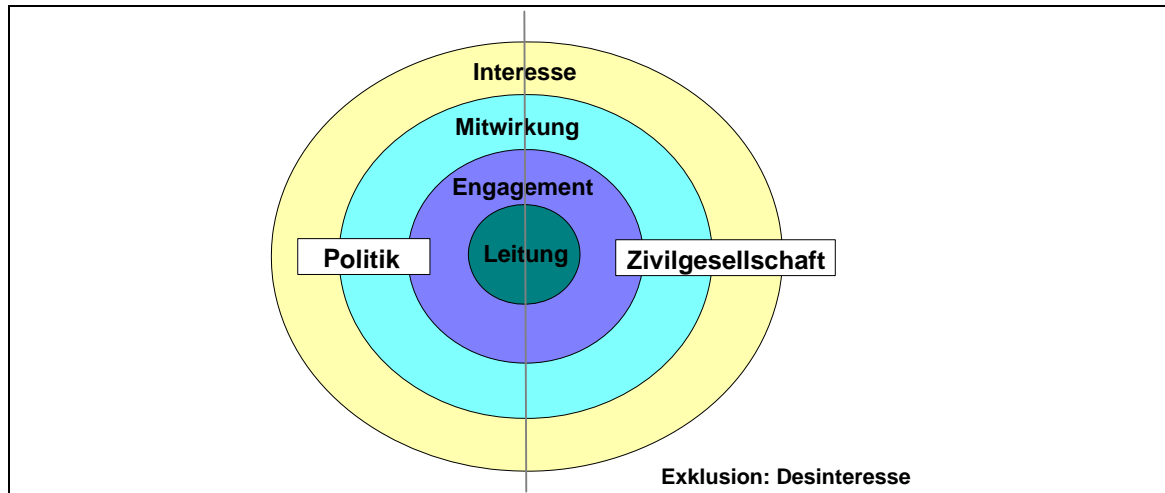 Interesse
Mitwirkung
Engagement
Leitung
Politik
Zivilgesellschaft
Exklusion: Desinteresse